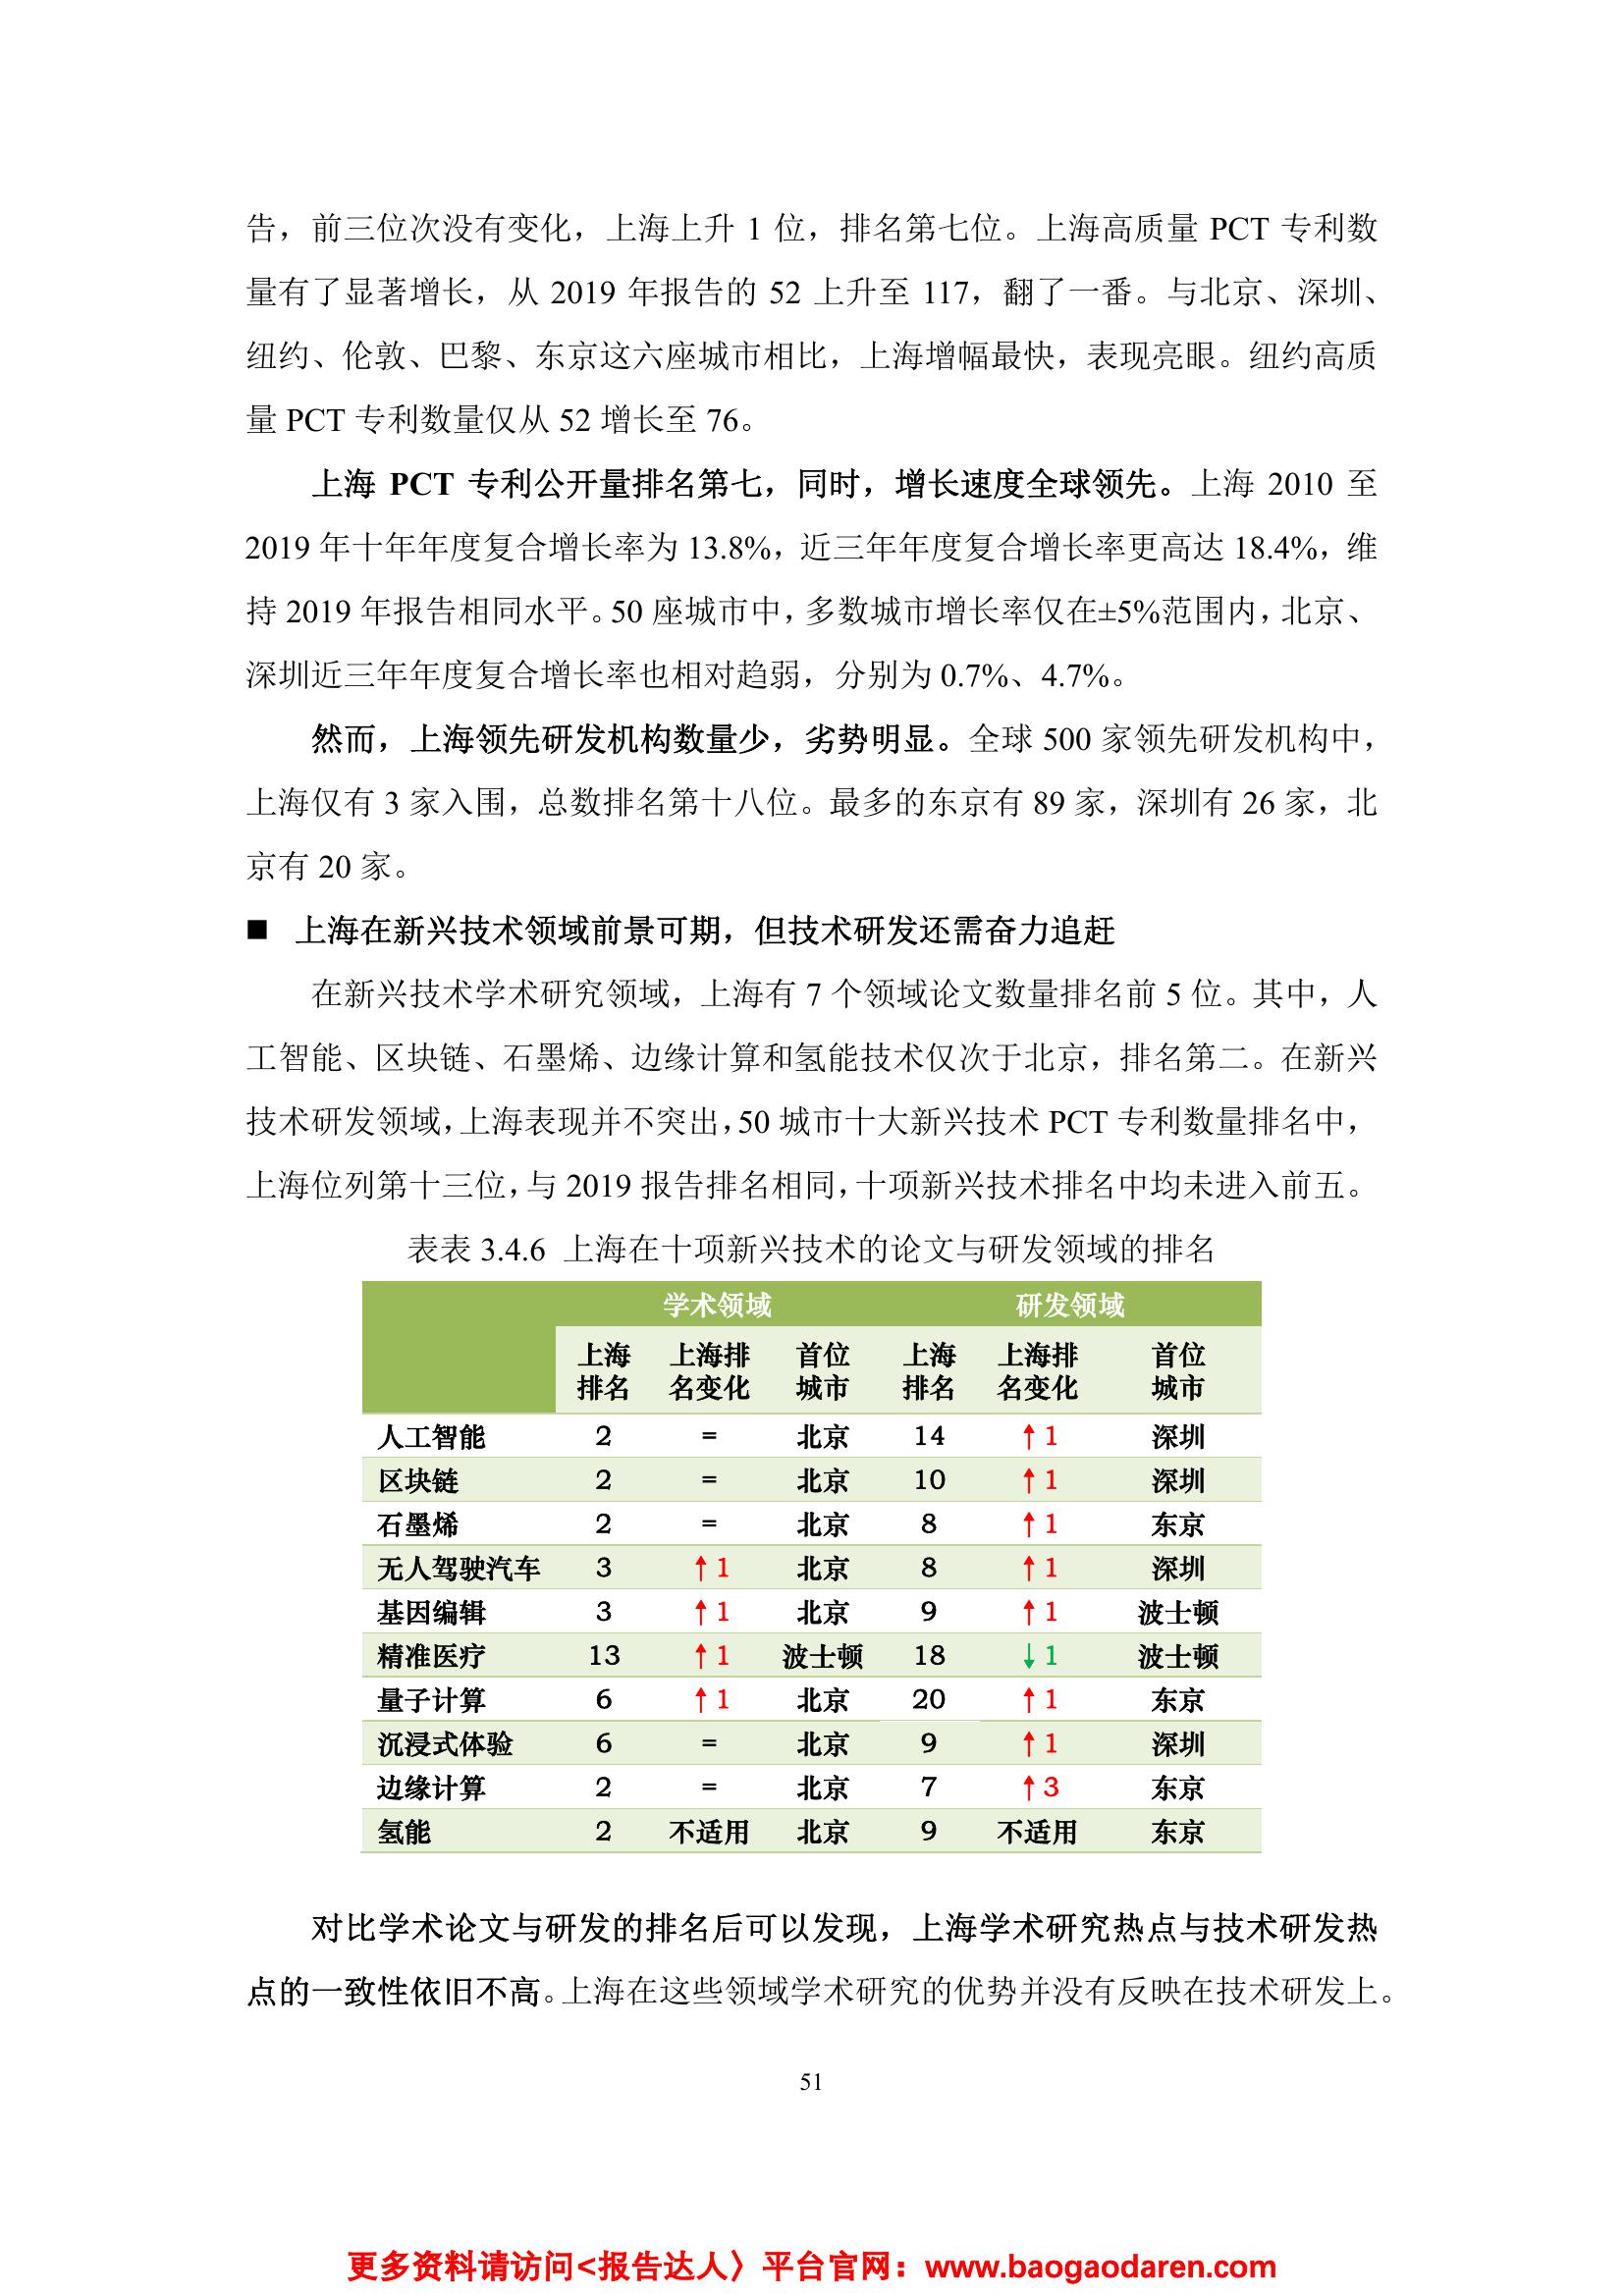 告，前三位次没有变化，上海上升 1 位，排名第七位。上海高质量 PCT 专利数
量有了显著增长，从 2019 年报告的 52 上升至 117，翻了一番。与北京、深圳、
纽约、伦敦、巴黎、东京这六座城市相比，上海增幅最快，表现亮眼。纽约高质
量 PCT 专利数量仅从 52 增长至 76。
上海 PCT 专利公开量排名第七，同时，增长速度全球领先。上海 2010 至
2019 年十年年度复合增长率为 13.8%，近三年年度复合增长率更高达 18.4%，维
持 2019 年报告相同水平。50 座城市中，多数城市增长率仅在±5%范围内，北京、
深圳近三年年度复合增长率也相对趋弱，分别为 0.7%、4.7%。
然而，上海领先研发机构数量少，劣势明显。全球 500 家领先研发机构中，
上海仅有 3 家入围，总数排名第十八位。最多的东京有 89 家，深圳有 26 家，北
京有 20 家。
■ 上海在新兴技术领域前景可期，但技术研发还需奋力追赶
在新兴技术学术研究领域，上海有 7 个领域论文数量排名前 5 位。其中，人
工智能、区块链、石墨烯、边缘计算和氢能技术仅次于北京，排名第二。在新兴
技术研发领域，上海表现并不突出，50 城市十大新兴技术 PCT 专利数量排名中，
上海位列第十三位，与 2019 报告排名相同，十项新兴技术排名中均未进入前五。
表表 3.4.6 上海在十项新兴技术的论文与研发领域的排名
学术领域 研发领域
上海排名 上海排名变化 首位城市 上海排名 上海排名变化 首位城市
人工智能 2 = 北京 14 ↑1 深圳
区块链 2 = 北京 10 ↑1 深圳
石墨烯 2 = 北京 8 ↑1 东京
无人驾驶汽车 3 ↑1 北京 8 ↑1 深圳
基因编辑 3 ↑1 北京 9 ↑1 波士顿
精准医疗 13 ↑1 波士顿 18 ↓1 波士顿
量子计算 6 ↑1 北京 20 ↑1 东京
沉浸式体验 6 = 北京 9 ↑1 深圳
边缘计算 2 = 北京 7 ↑3 东京
氢能 2 不适用 北京 9 不适用 东京
对比学术论文与研发的排名后可以发现，上海学术研究热点与技术研发热
点的一致性依旧不高。上海在这些领域学术研究的优势并没有反映在技术研发上。
51
更多资料请访问<报告达人〉平台官网：www.baogaodaren.com